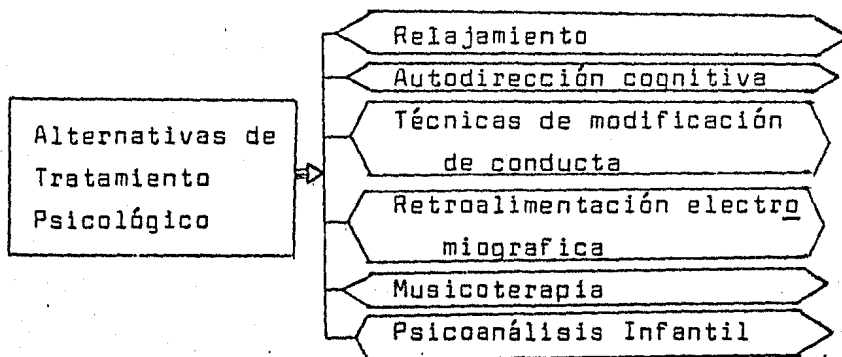 Alternativas de
Tratamiento
Psicológico
Relajamiento
Autodirección cognitiva
Técnicas de modificación
de conducta
Retroalimentación electro
miografica
Musicoterapia
Psicoanálisis Infantil